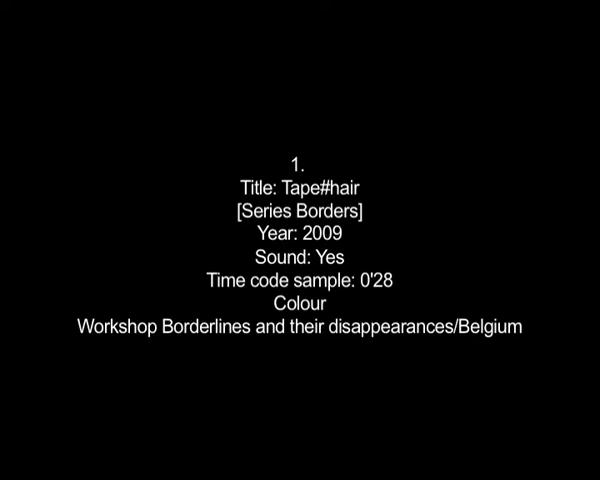 1.
Title: Tape#hair
[Series Borders]
Year: 2009
Sound: Yes
Time code sample: 0'28
Colour
Workshop Borderlines and their disappearances/Belgium